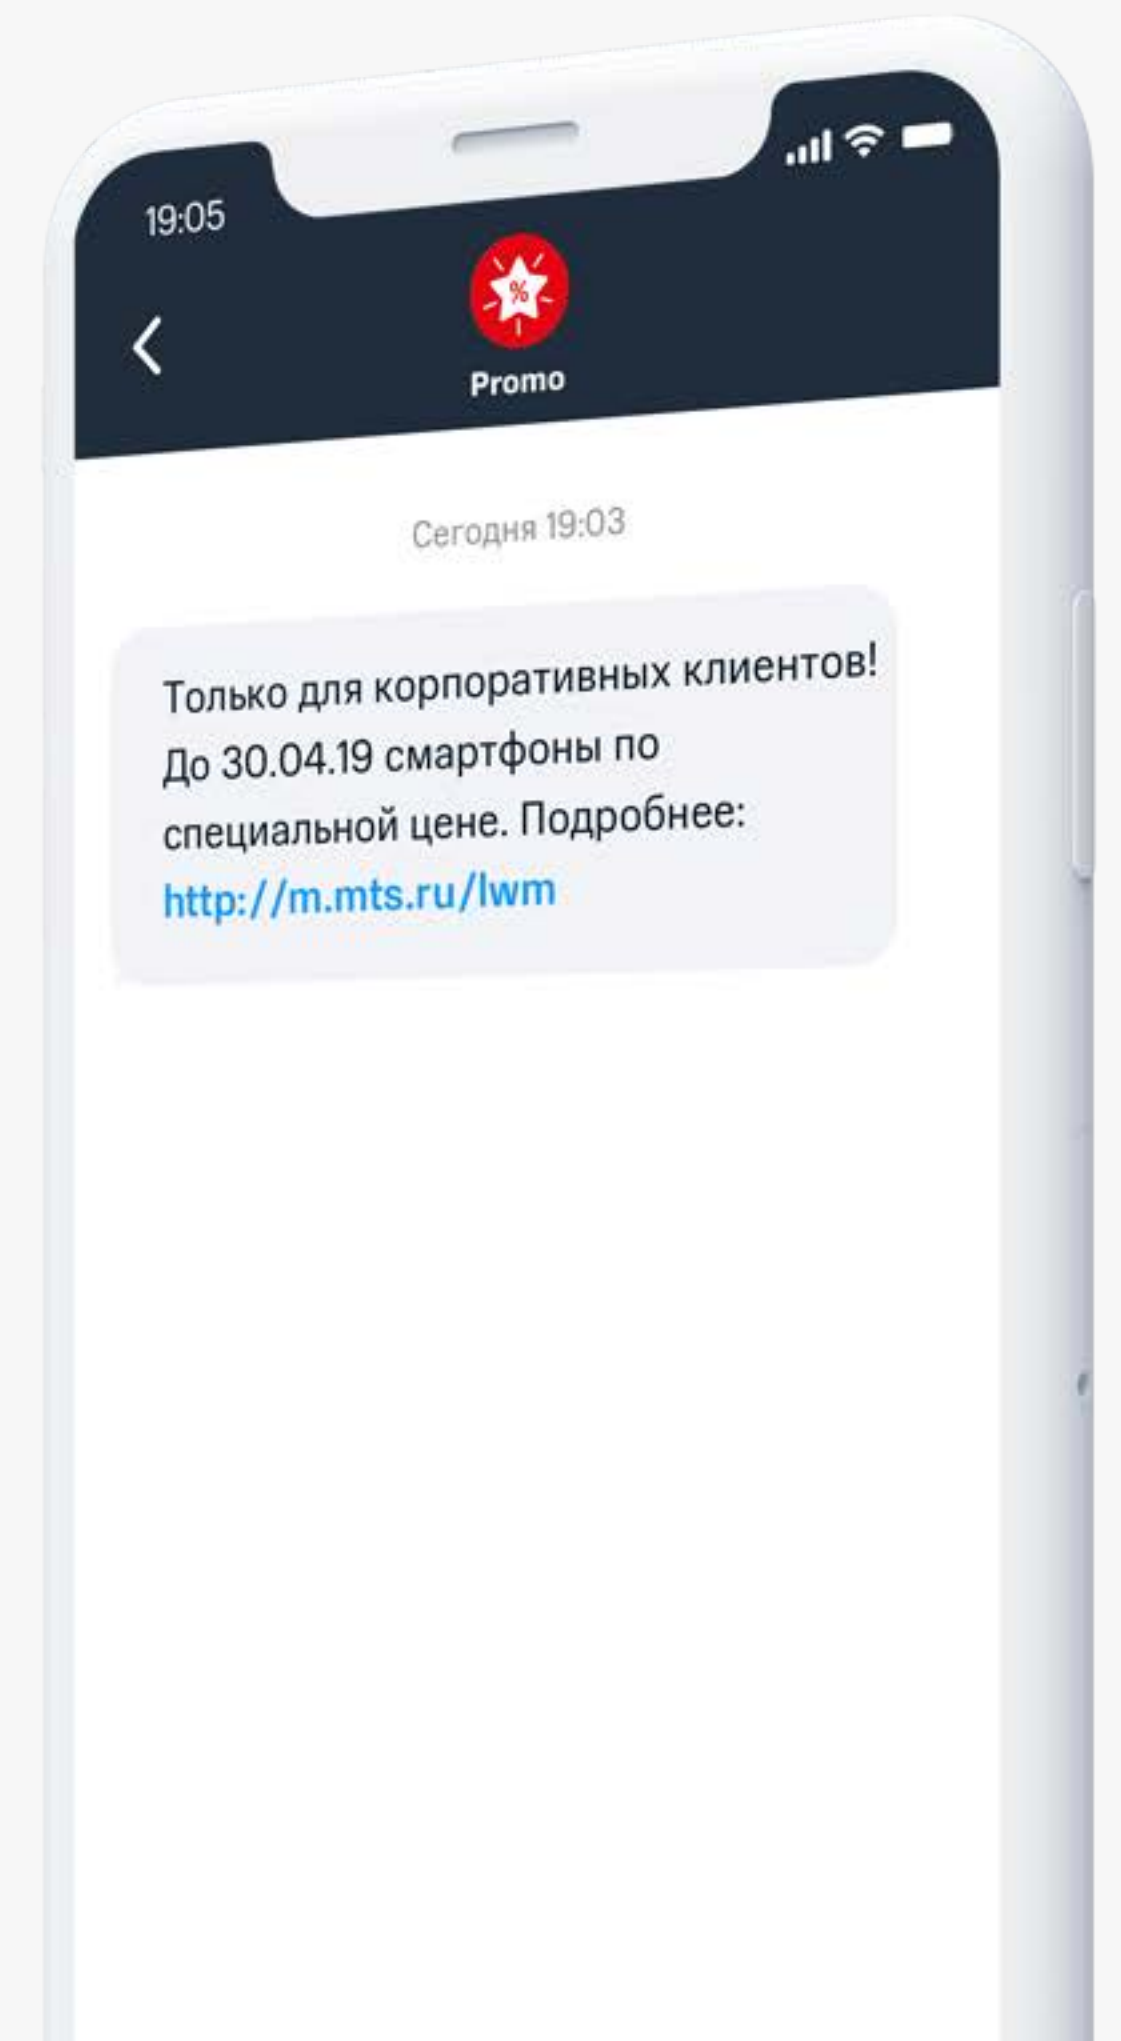 19:05
%
Promo
Сегодня 19:03
Только для корпоративных клиентов!
До 30.04.19 смартфоны по
специальной цене. Подробнее:
http://m.mts.ru/lwm